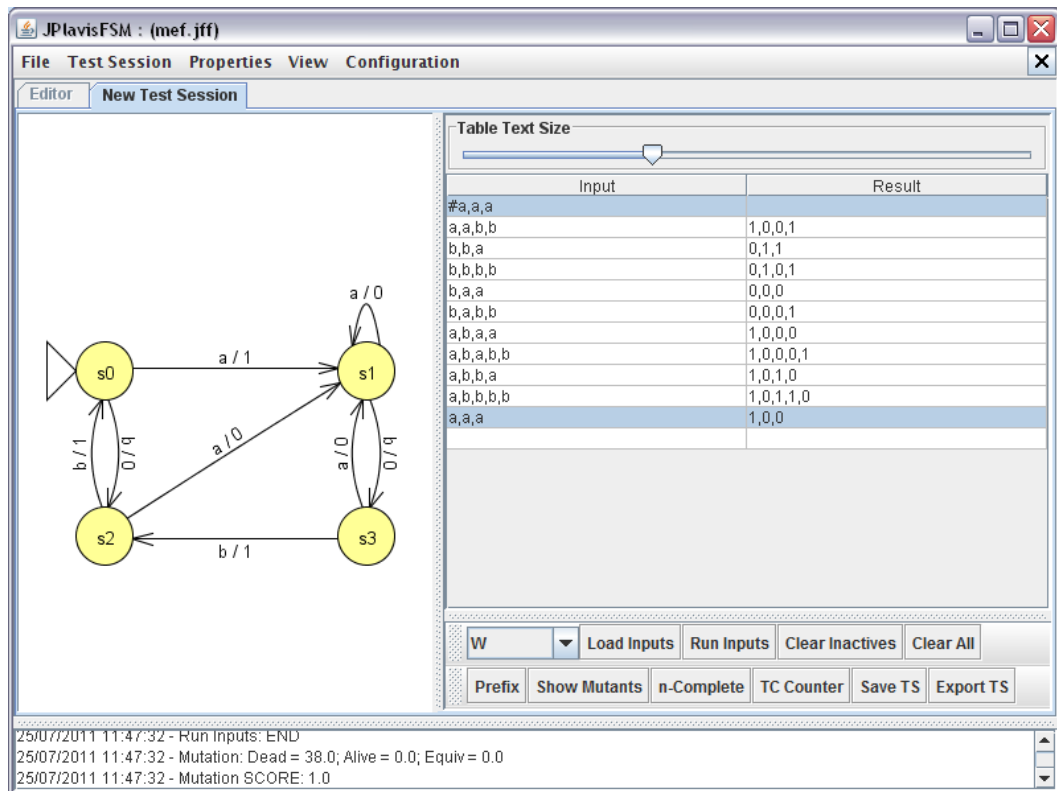 JPlavisFSM : (mef.jff)
File Test Session Properties View Configuration
Editor New Test Session
Table Text Size
Input Result
#a,a,a
a,a,b,b 1,0,0,1
b,b,a 0,1,1
b,b,b,b 0,1,0,1
b,a,a 0,0,0
b,a,b,b 0,0,0,1
a,b,a,a 1,0,0,0
a,b,a,b,b 1,0,0,0,1
a,b,b,a 1,0,1,0
a,b,b,b,b 1,0,1,1,0
a,a,a 1,0,0
a / 0
s0
a / 1
s1
b / 1
b / 0
a / 0
a / 0
b / 0
s2
b / 1
s3
W Load Inputs Run Inputs Clear Inactives Clear All
Prefix Show Mutants n-Complete TC Counter Save TS Export TS
25/07/2011 11:47:32 - Run Inputs: END
25/07/2011 11:47:32 - Mutation: Dead = 38.0; Alive = 0.0; Equiv = 0.0
25/07/2011 11:47:32 - Mutation SCORE: 1.0